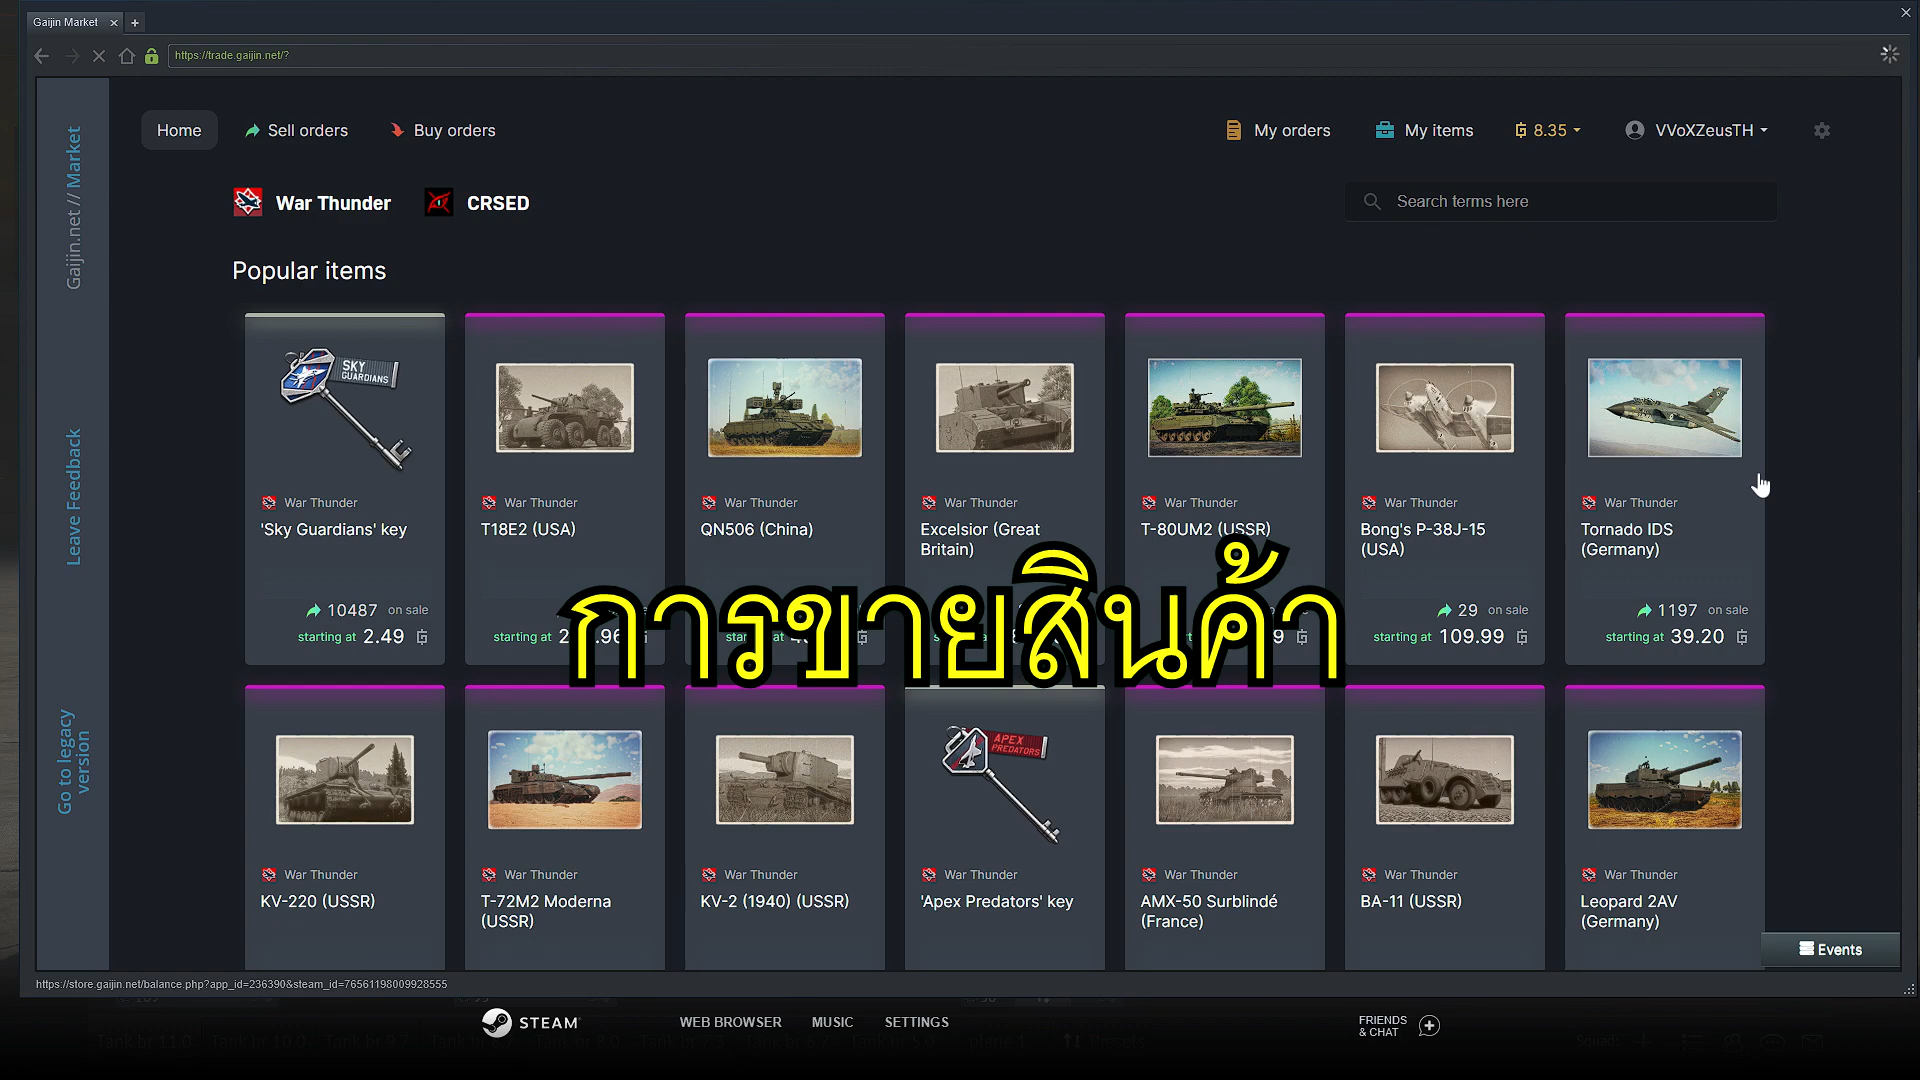 Gaijin Market
https://trade.gaijin.net/?
Gaijin.net // Market
Leave Feedback
Go to legacy version
Home
Sell orders
Buy orders
My orders
My items
8.35
VVoXZeusTH
War Thunder
CRSED
Search terms here
Popular items
SKY GUARDIANS
War Thunder
'Sky Guardians' key
10487 on sale
starting at 2.49
War Thunder
T18E2 (USA)
starting at
War Thunder
QN506 (China)
War Thunder
Excelsior (Great Britain)
War Thunder
T-80UM2 (USSR)
War Thunder
Bong's P-38J-15 (USA)
29 on sale
starting at 109.99
War Thunder
Tornado IDS (Germany)
1197 on sale
starting at 39.20
การขายสินค้า
War Thunder
KV-220 (USSR)
War Thunder
T-72M2 Moderna (USSR)
War Thunder
KV-2 (1940) (USSR)
APEX PREDATORS
War Thunder
'Apex Predators' key
War Thunder
AMX-50 Surblindé (France)
War Thunder
BA-11 (USSR)
War Thunder
Leopard 2AV (Germany)
Events
https://store.gaijin.net/balance.php?app_id=236390&steam_id=76561198009928555
STEAM
WEB BROWSER
MUSIC
SETTINGS
FRIENDS & CHAT